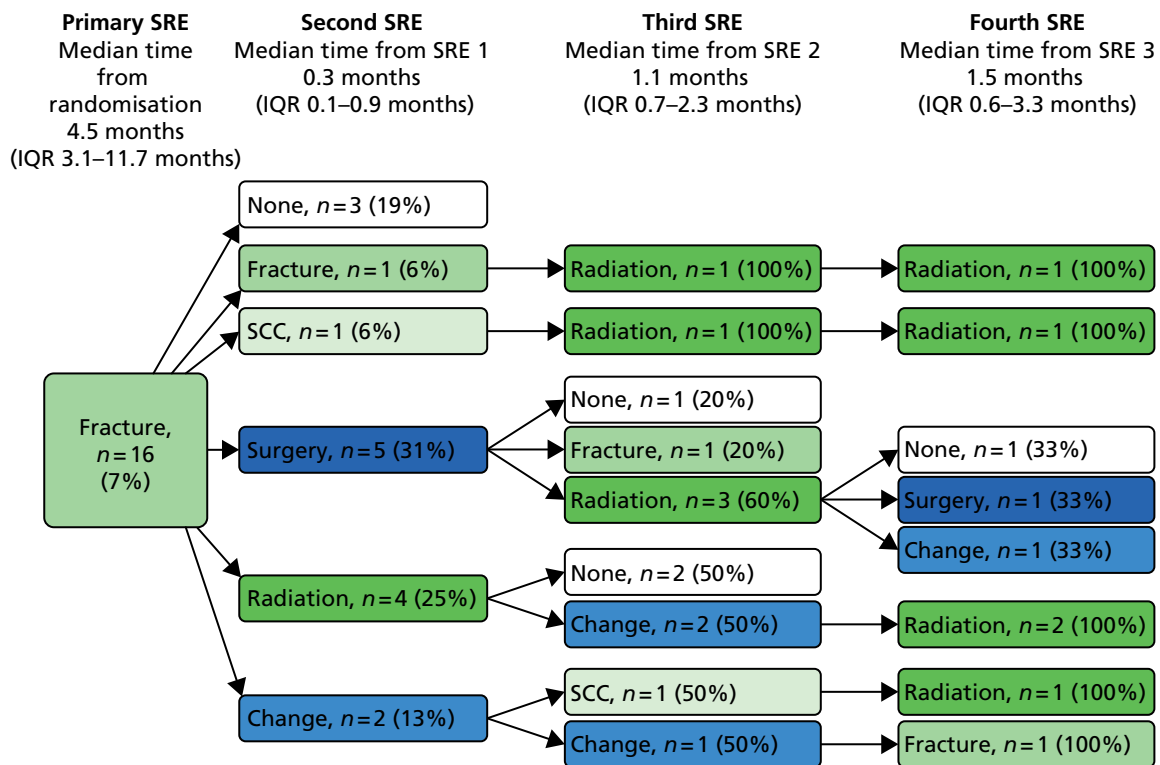 Primary SRE
Median time
from
randomisation
4.5 months
(IQR 3.1–11.7 months)
Second SRE
Median time from SRE 1
0.3 months
(IQR 0.1–0.9 months)
Third SRE
Median time from SRE 2
1.1 months
(IQR 0.7–2.3 months)
Fourth SRE
Median time from SRE 3
1.5 months
(IQR 0.6–3.3 months)
Fracture,
n=16
(7%)
None, n=3 (19%)
Fracture, n=1 (6%)
Radiation, n=1 (100%)
Radiation, n=1 (100%)
SCC, n=1 (6%)
Radiation, n=1 (100%)
Radiation, n=1 (100%)
Surgery, n=5 (31%)
None, n=1 (20%)
Fracture, n=1 (20%)
Radiation, n=3 (60%)
None, n=1 (33%)
Surgery, n=1 (33%)
Change, n=1 (33%)
Radiation, n=4 (25%)
None, n=2 (50%)
Change, n=2 (50%)
Radiation, n=2 (100%)
Change, n=2 (13%)
SCC, n=1 (50%)
Radiation, n=1 (100%)
Change, n=1 (50%)
Fracture, n=1 (100%)